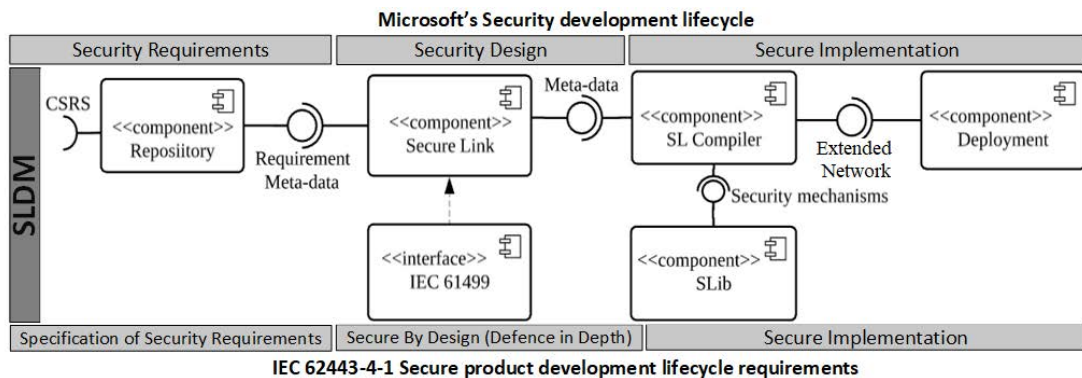 Microsoft's Security development lifecycle
Security Requirements
Security Design
Secure Implementation
SLDM
CSRS
<<component>>
Reposiitory
Requirement
Meta-data
<<component>>
Secure Link
Meta-data
<<component>>
SL Compiler
Extended
Network
<<component>>
Deployment
Security mechanisms
<<interface>>
IEC 61499
<<component>>
SLib
Specification of Security Requirements
Secure By Design (Defence in Depth)
Secure Implementation
IEC 62443-4-1 Secure product development lifecycle requirements